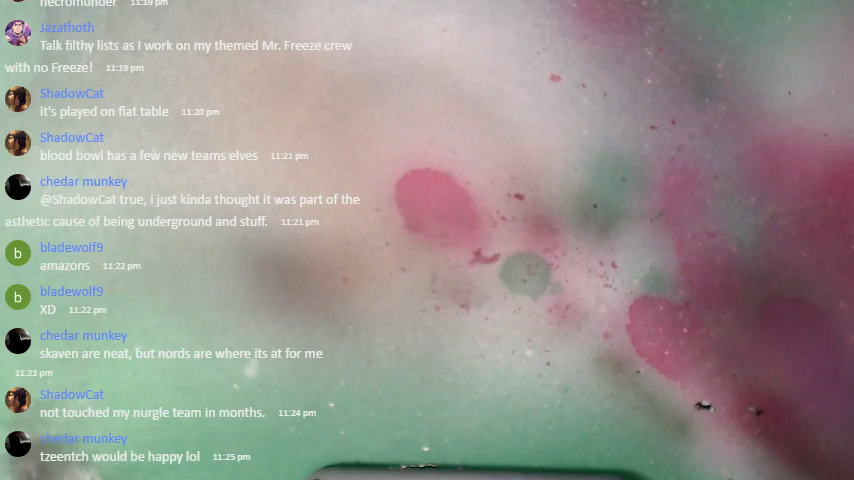 necromunder 11:19 pm
Jazathoth
Talk filthy lists as I work on my themed Mr. Freeze crew
with no Freeze! 11:19 pm
ShadowCat
it's played on flat table 11:20 pm
ShadowCat
blood bowl has a few new teams elves 11:21 pm
chedar munkey
@ShadowCat true, i just kinda thought it was part of the
asthetic cause of being underground and stuff. 11:21 pm
b
bladewolf9
amazons 11:22 pm
b
bladewolf9
XD 11:22 pm
chedar munkey
skaven are neat, but nords are where its at for me
11:23 pm
ShadowCat
not touched my nurgle team in months. 11:24 pm
chedar munkey
tzeentch would be happy lol 11:25 pm